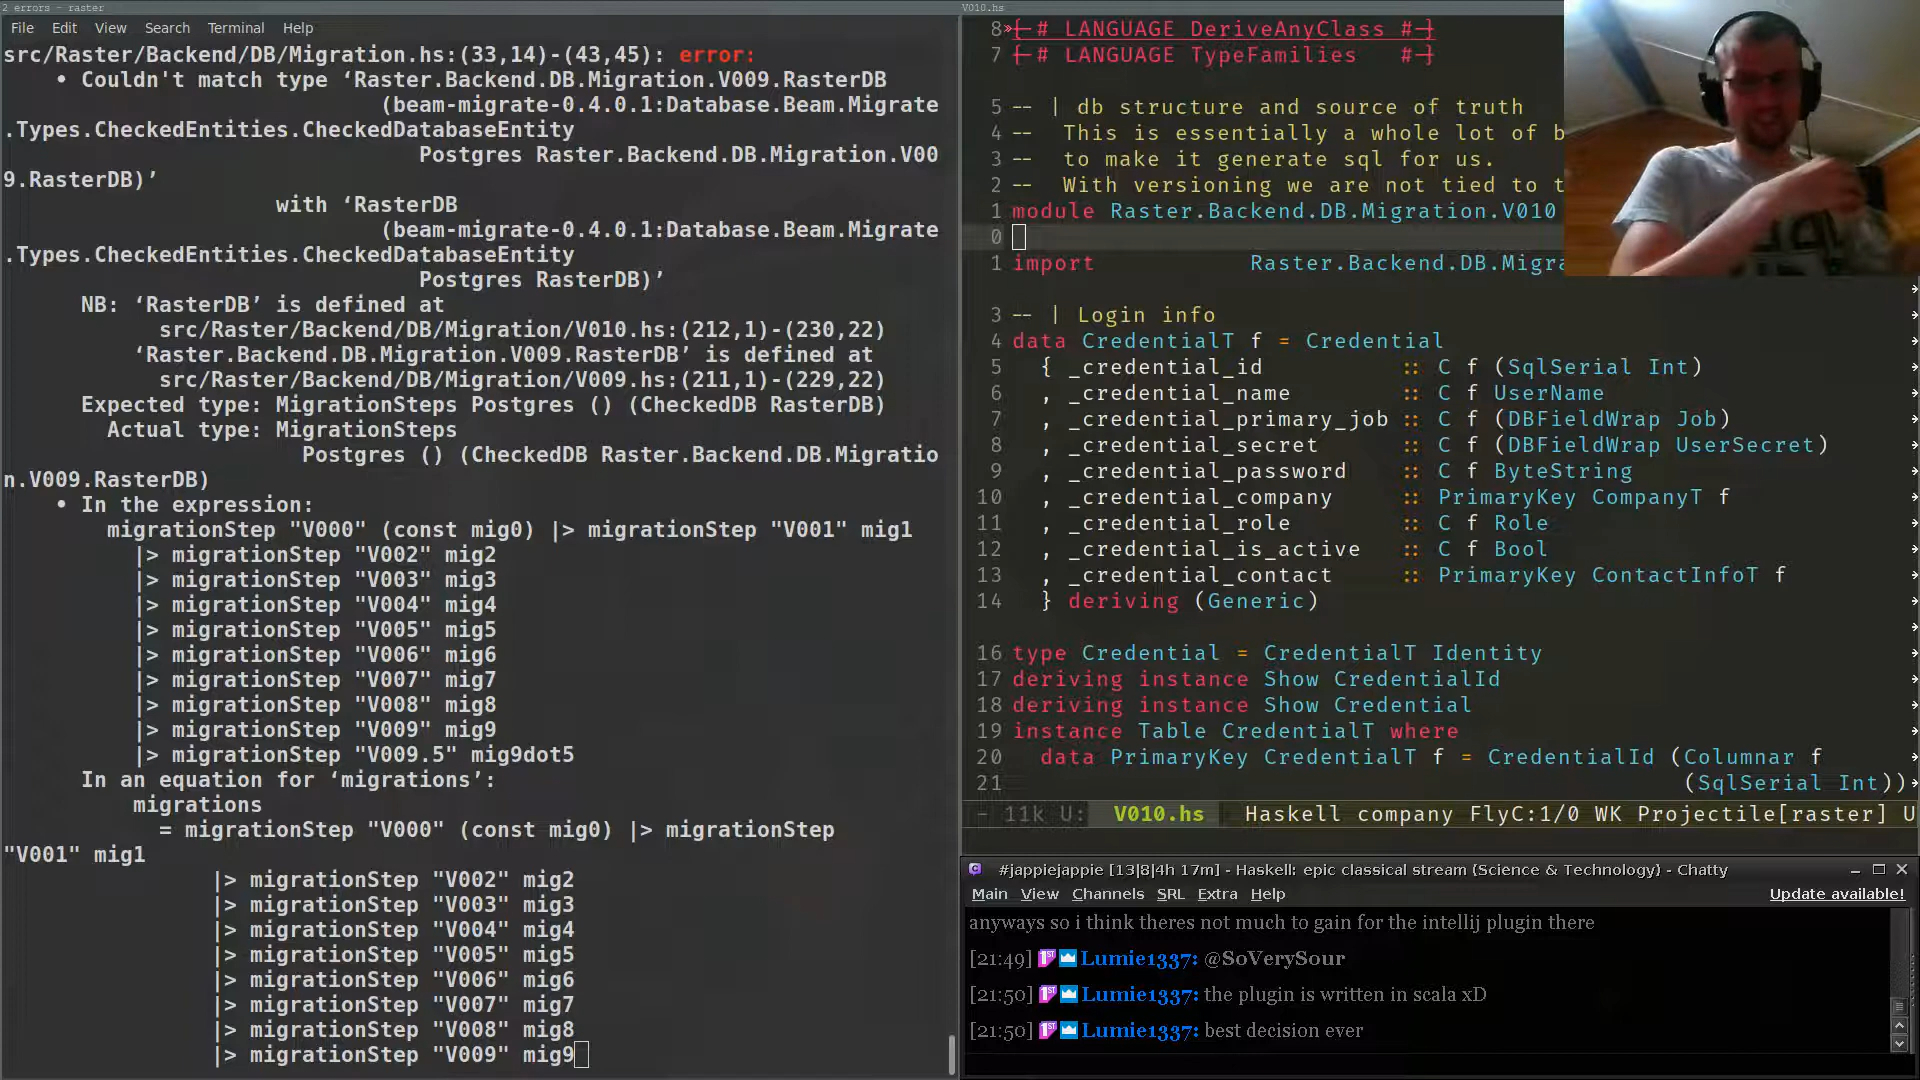 2 errors - raster
File Edit View Search Terminal Help
src/Raster/Backend/DB/Migration.hs:(33,14)-(43,45): error:
• Couldn't match type ‘Raster.Backend.DB.Migration.V009.RasterDB
(beam-migrate-0.4.0.1:Database.Beam.Migrate
.Types.CheckedEntities.CheckedDatabaseEntity
Postgres Raster.Backend.DB.Migration.V00
9.RasterDB)’
with ‘RasterDB
(beam-migrate-0.4.0.1:Database.Beam.Migrate
.Types.CheckedEntities.CheckedDatabaseEntity
Postgres RasterDB)’
NB: ‘RasterDB’ is defined at
src/Raster/Backend/DB/Migration/V010.hs:(212,1)-(230,22)
‘Raster.Backend.DB.Migration.V009.RasterDB’ is defined at
src/Raster/Backend/DB/Migration/V009.hs:(211,1)-(229,22)
Expected type: MigrationSteps Postgres () (CheckedDB RasterDB)
Actual type: MigrationSteps
Postgres () (CheckedDB Raster.Backend.DB.Migratio
n.V009.RasterDB)
• In the expression:
migrationStep "V000" (const mig0) |> migrationStep "V001" mig1
|> migrationStep "V002" mig2
|> migrationStep "V003" mig3
|> migrationStep "V004" mig4
|> migrationStep "V005" mig5
|> migrationStep "V006" mig6
|> migrationStep "V007" mig7
|> migrationStep "V008" mig8
|> migrationStep "V009" mig9
|> migrationStep "V009.5" mig9dot5
In an equation for ‘migrations’:
migrations
= migrationStep "V000" (const mig0) |> migrationStep
"V001" mig1
|> migrationStep "V002" mig2
|> migrationStep "V003" mig3
|> migrationStep "V004" mig4
|> migrationStep "V005" mig5
|> migrationStep "V006" mig6
|> migrationStep "V007" mig7
|> migrationStep "V008" mig8
|> migrationStep "V009" mig9
V010.hs
8 {-# LANGUAGE DeriveAnyClass #-}
7 {-# LANGUAGE TypeFamilies #-}
5 -- | db structure and source of truth
4 -- This is essentially a whole lot of b
3 -- to make it generate sql for us.
2 -- With versioning we are not tied to t
1 module Raster.Backend.DB.Migration.V010
0
1 import Raster.Backend.DB.Migra
3 -- | Login info
4 data CredentialT f = Credential
5 { _credential_id :: C f (SqlSerial Int)
6 , _credential_name :: C f UserName
7 , _credential_primary_job :: C f (DBFieldWrap Job)
8 , _credential_secret :: C f (DBFieldWrap UserSecret)
9 , _credential_password :: C f ByteString
10 , _credential_company :: PrimaryKey CompanyT f
11 , _credential_role :: C f Role
12 , _credential_is_active :: C f Bool
13 , _credential_contact :: PrimaryKey ContactInfoT f
14 } deriving (Generic)
16 type Credential = CredentialT Identity
17 deriving instance Show CredentialId
18 deriving instance Show Credential
19 instance Table CredentialT where
20 data PrimaryKey CredentialT f = CredentialId (Columnar f
21 (SqlSerial Int))
- 11k U: V010.hs Haskell company FlyC:1/0 WK Projectile[raster] U
#jappiejappie [13|8|4h 17m] - Haskell: epic classical stream (Science & Technology) - Chatty
Main View Channels SRL Extra Help Update available!
anyways so i think theres not much to gain for the intellij plugin there
[21:49] Lumie1337: @SoVerySour
[21:50] Lumie1337: the plugin is written in scala xD
[21:50] Lumie1337: best decision ever